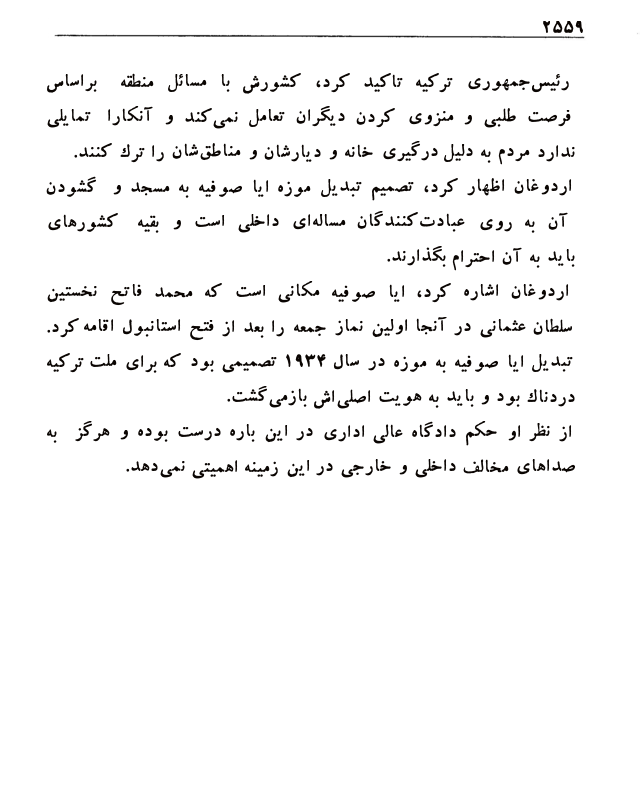 ۲۵۵۹
رئیس‌جمهوری ترکیه تاکید کرد، کشورش با مسائل منطقه براساس
فرصت طلبی و منزوی کردن دیگران تعامل نمی‌کند و آنکارا تمایلی
ندارد مردم به دلیل درگیری خانه و دیارشان و مناطق‌شان را ترك کنند.
اردوغان اظهار کرد، تصمیم تبدیل موزه ایا صوفیه به مسجد و گشودن
آن به روی عبادت‌کنندگان مساله‌ای داخلی است و بقیه کشورهای
باید به آن احترام بگذارند.
اردوغان اشاره کرد، ایا صوفیه مکانی است که محمد فاتح نخستین
سلطان عثمانی در آنجا اولین نماز جمعه را بعد از فتح استانبول اقامه کرد.
تبدیل ایا صوفیه به موزه در سال ۱۹۳۴ تصمیمی بود که برای ملت ترکیه
دردناك بود و باید به هویت اصلی‌اش بازمی‌گشت.
از نظر او حکم دادگاه عالی اداری در این باره درست بوده و هرگز به
صداهای مخالف داخلی و خارجی در این زمینه اهمیتی نمی‌دهد.